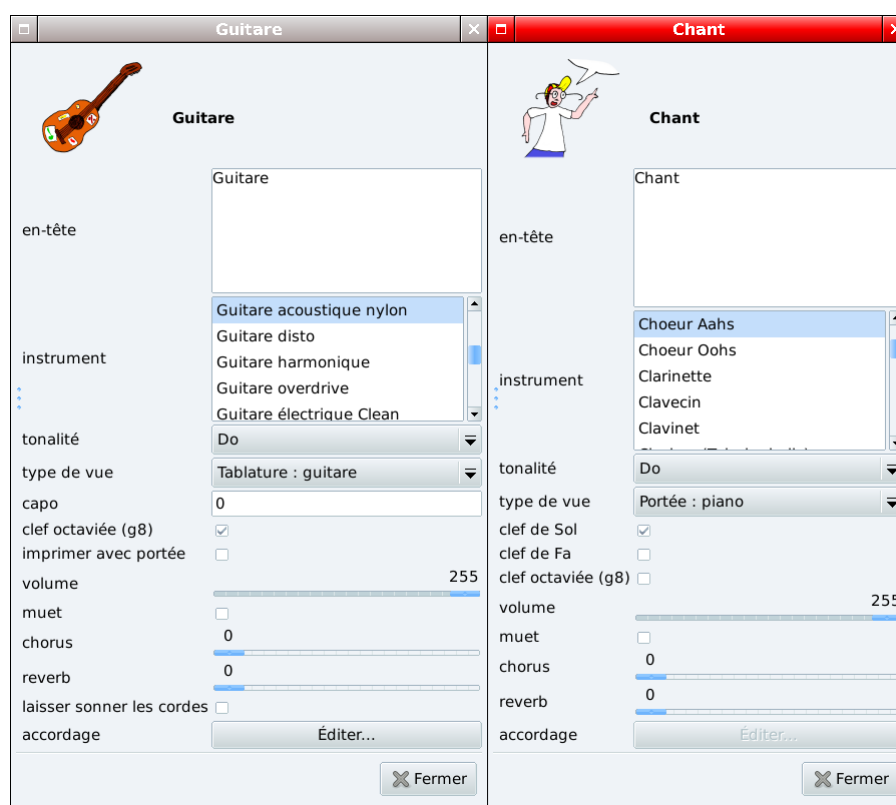 Guitare
Guitare
en-tête
Guitare
instrument
Guitare acoustique nylon
Guitare disto
Guitare harmonique
Guitare overdrive
Guitare électrique Clean
tonalité
Do
type de vue
Tablature : guitare
capo
0
clef octaviée (g8)
imprimer avec portée
volume
255
muet
chorus
0
reverb
0
laisser sonner les cordes
accordage
Éditer...
Fermer
Chant
Chant
en-tête
Chant
instrument
Choeur Aahs
Choeur Oohs
Clarinette
Clavecin
Clavinet
tonalité
Do
type de vue
Portée : piano
clef de Sol
clef de Fa
clef octaviée (g8)
volume
255
muet
chorus
0
reverb
0
accordage
Éditer...
Fermer